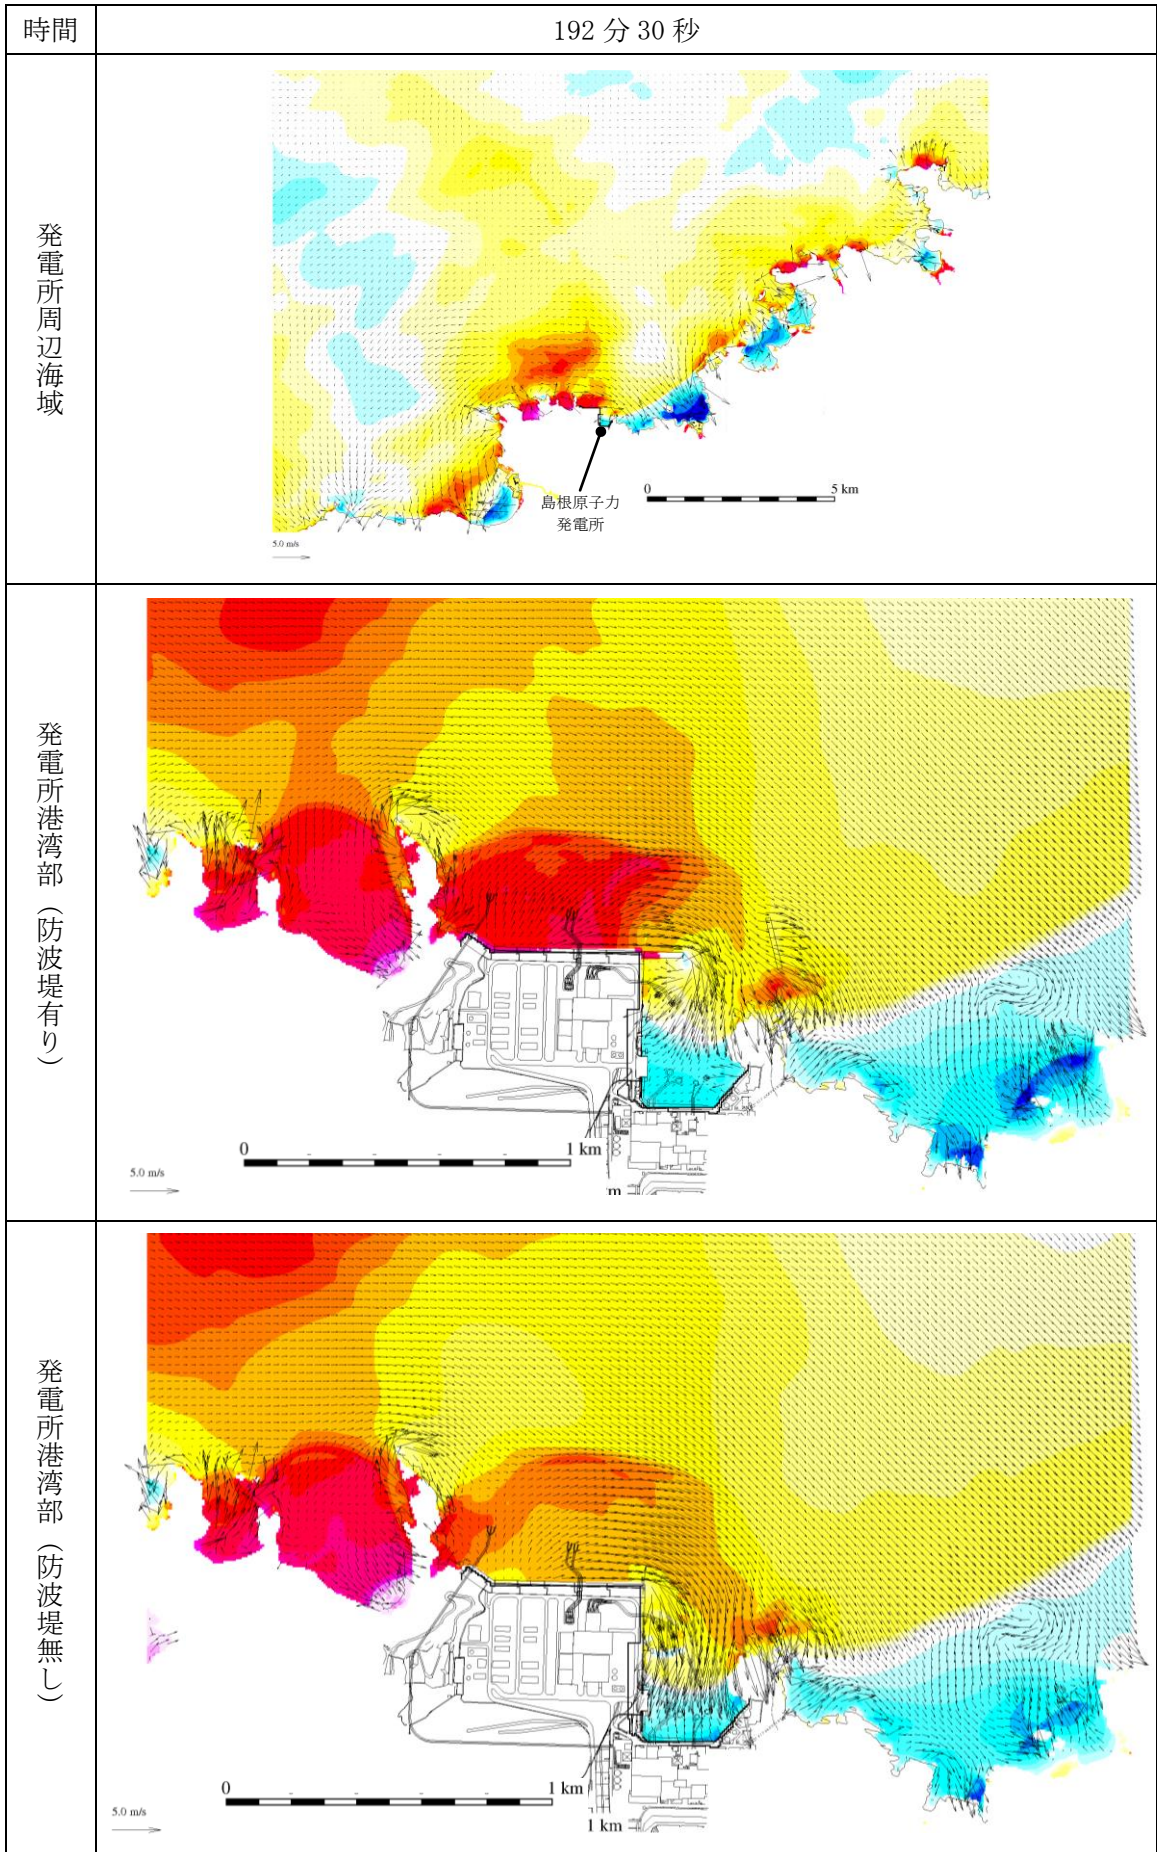 時間
192 分 30 秒
発電所周辺海域
島根原子力
発電所
0
5 km
5.0 m/s
発電所港湾部（防波堤有り）
0
1 km
5.0 m/s
m
発電所港湾部（防波堤無し）
0
1 km
5.0 m/s
1 km